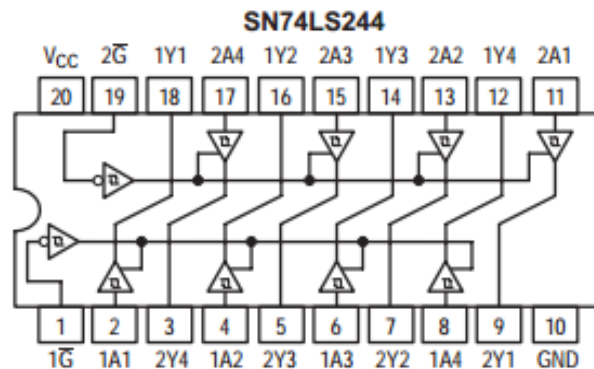 SN74LS244
VCC 2G̅ 1Y1 2A4 1Y2 2A3 1Y3 2A2 1Y4 2A1
20 19 18 17 16 15 14 13 12 11
1 2 3 4 5 6 7 8 9 10
1G̅ 1A1 2Y4 1A2 2Y3 1A3 2Y2 1A4 2Y1 GND